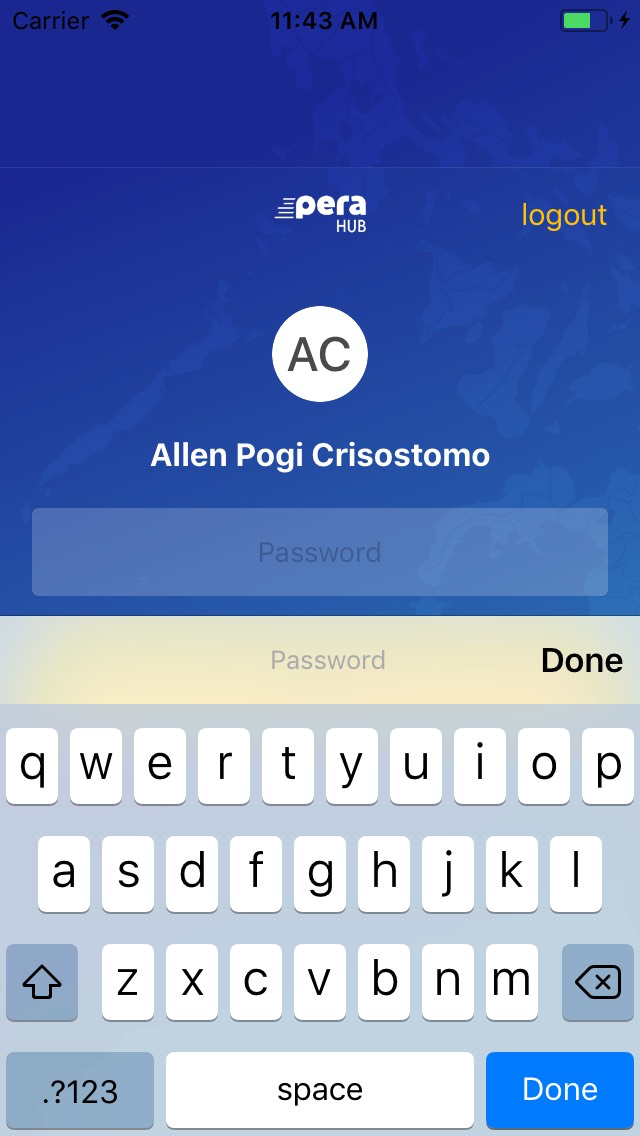 Carrier 11:43 AM
pera
HUB
logout
AC
Allen Pogi Crisostomo
Password
Password Done
q w e r t y u i o p
a s d f g h j k l
z x c v b n m
.?123 space Done